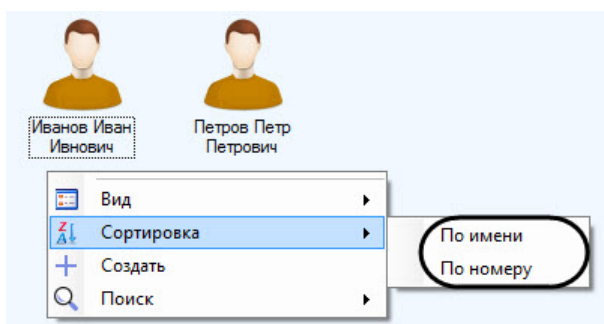 Иванов Иван
Ивнович
Петров Петр
Петрович
Вид
Сортировка
По имени
Создать
По номеру
Поиск